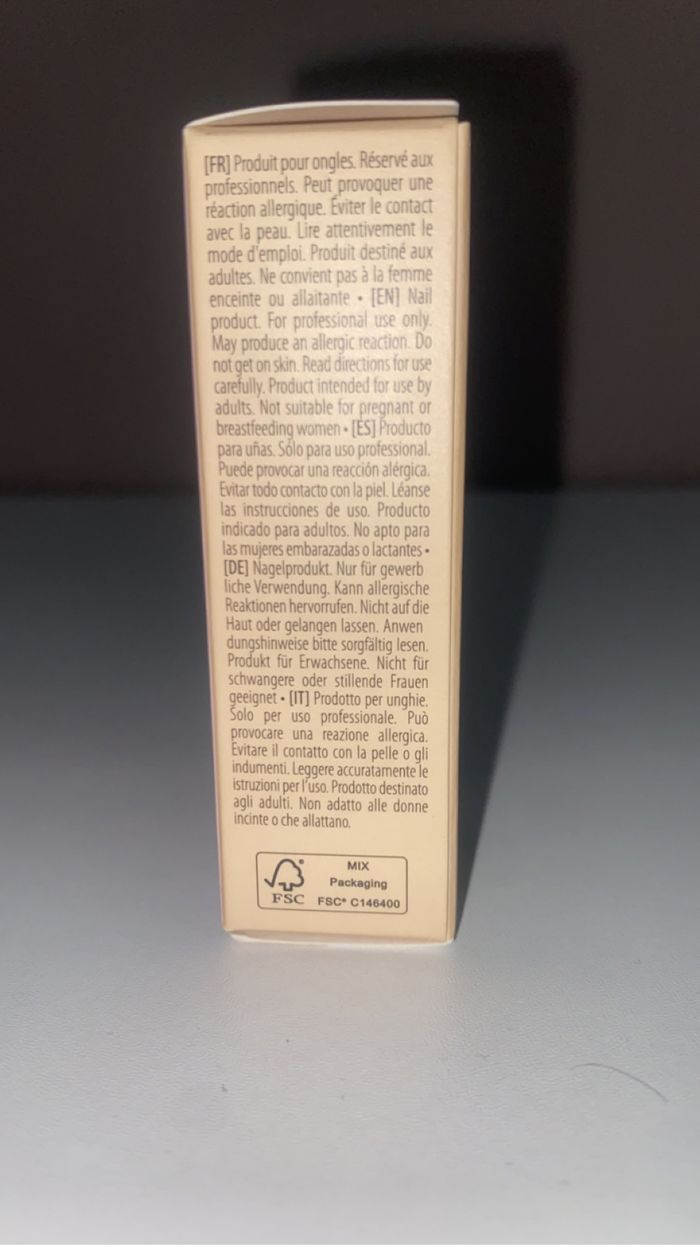 [FR] Produit pour ongles. Réservé aux
professionnels. Peut provoquer une
réaction allergique. Éviter le contact
avec la peau. Lire attentivement le
mode d'emploi. Produit destiné aux
adultes. Ne convient pas à la femme
enceinte ou allaitante • [EN] Nail
product. For professional use only.
May produce an allergic reaction. Do
not get on skin. Read directions for use
carefully. Product intended for use by
adults. Not suitable for pregnant or
breastfeeding women • [ES] Producto
para uñas. Sólo para uso professional.
Puede provocar una reacción alérgica.
Evitar todo contacto con la piel. Léanse
las instrucciones de uso. Producto
indicado para adultos. No apto para
las mujeres embarazadas o lactantes •
[DE] Nagelprodukt. Nur für gewerb
liche Verwendung. Kann allergische
Reaktionen hervorrufen. Nicht auf die
Haut oder gelangen lassen. Anwen
dungshinweise bitte sorgfältig lesen.
Produkt für Erwachsene. Nicht für
schwangere oder stillende Frauen
geeignet • [IT] Prodotto per unghie.
Solo per uso professionale. Può
provocare una reazione allergica.
Evitare il contatto con la pelle o gli
indumenti. Leggere accuratamente le
istruzioni per l'uso. Prodotto destinato
agli adulti. Non adatto alle donne
incinte o che allattano.
MIX
Packaging
FSC FSC® C146400